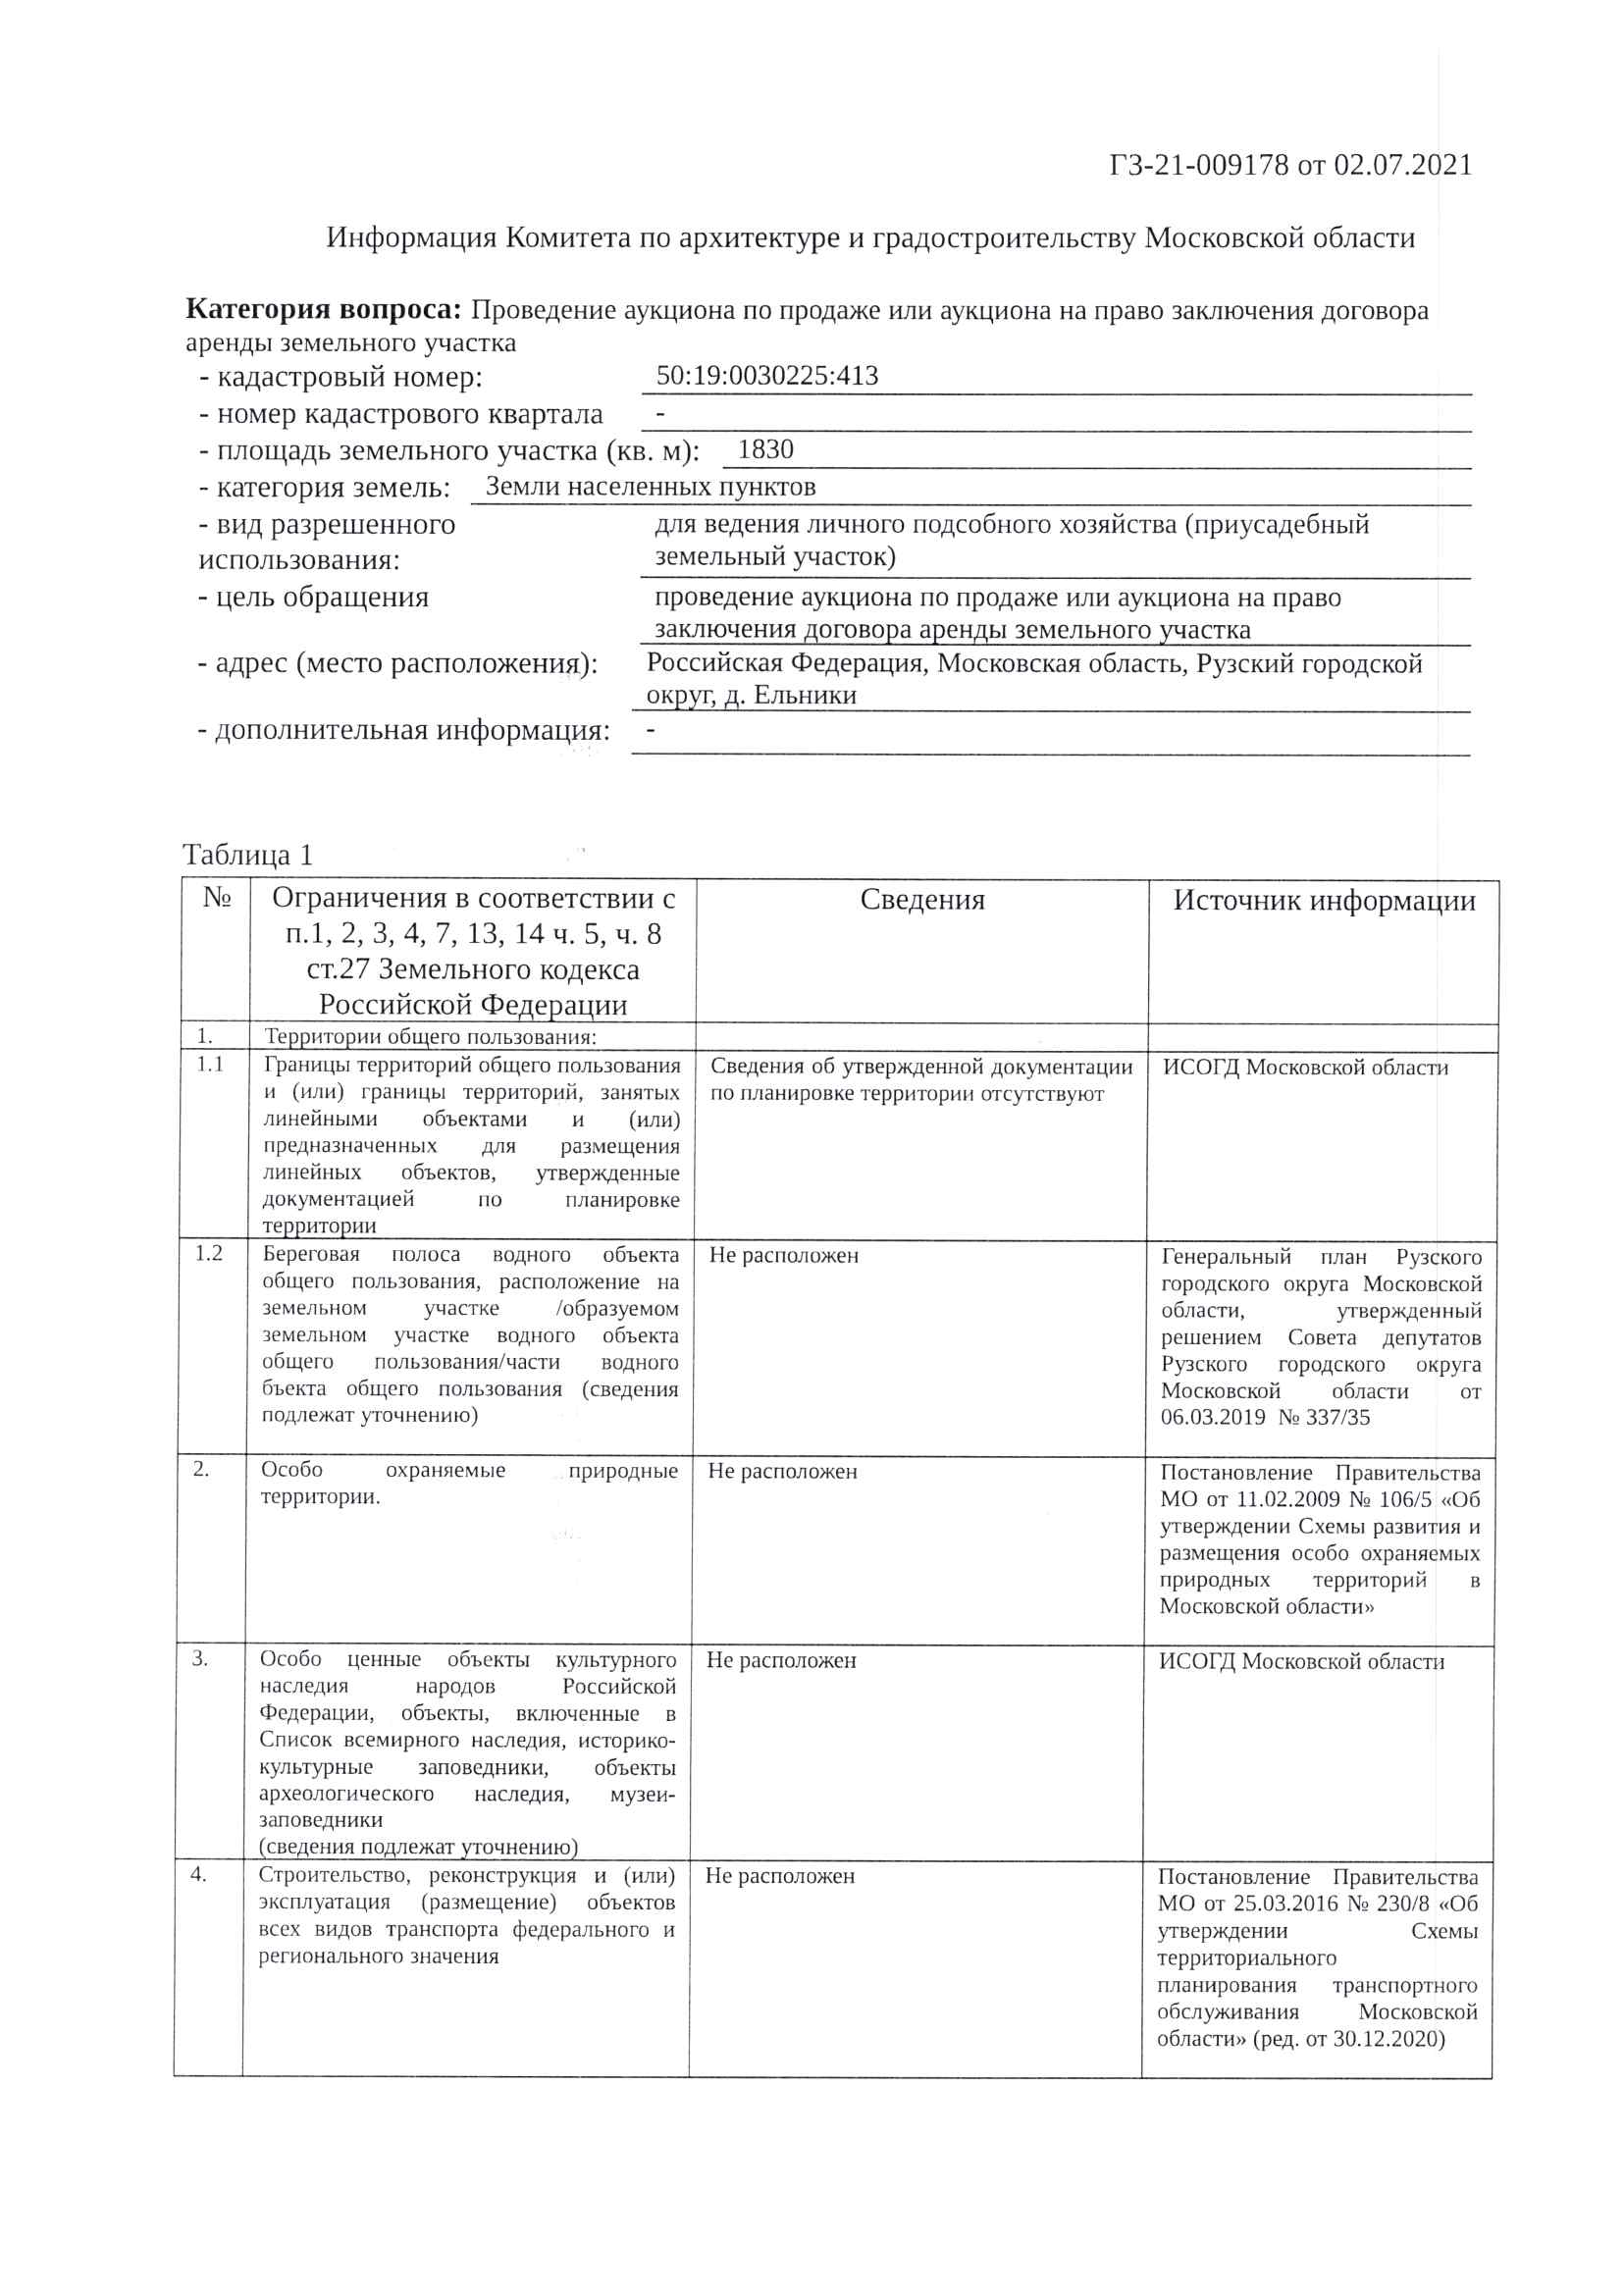 ГЗ-21-009178 от 02.07.2021
Информация Комитета по архитектуре и градостроительству Московской области
Категория вопроса: Проведение аукциона по продаже или аукциона на право заключения договора
аренды земельного участка
- кадастровый номер: 50:19:0030225:413
- номер кадастрового квартала -
- площадь земельного участка (кв. м): 1830
- категория земель: Земли населенных пунктов
- вид разрешенного
использования:
для ведения личного подсобного хозяйства (приусадебный
земельный участок)
- цель обращения
проведение аукциона по продаже или аукциона на право
заключения договора аренды земельного участка
- адрес (место расположения):
Российская Федерация, Московская область, Рузский городской
округ, д. Ельники
- дополнительная информация: -
Таблица 1
№
Ограничения в соответствии с
п.1, 2, 3, 4, 7, 13, 14 ч. 5, ч. 8
ст.27 Земельного кодекса
Российской Федерации
Сведения
Источник информации
1.
Территории общего пользования:
1.1
Границы территорий общего пользования
и (или) границы территорий, занятых
линейными объектами и (или)
предназначенных для размещения
линейных объектов, утвержденные
документацией по планировке
территории
Сведения об утвержденной документации
по планировке территории отсутствуют
ИСОГД Московской области
1.2
Береговая полоса водного объекта
общего пользования, расположение на
земельном участке /образуемом
земельном участке водного объекта
общего пользования/части водного
бъекта общего пользования (сведения
подлежат уточнению)
Не расположен
Генеральный план Рузского
городского округа Московской
области, утвержденный
решением Совета депутатов
Рузского городского округа
Московской области от
06.03.2019 № 337/35
2.
Особо охраняемые природные
территории.
Не расположен
Постановление Правительства
МО от 11.02.2009 № 106/5 «Об
утверждении Схемы развития и
размещения особо охраняемых
природных территорий в
Московской области»
3.
Особо ценные объекты культурного
наследия народов Российской
Федерации, объекты, включенные в
Список всемирного наследия, историко-
культурные заповедники, объекты
археологического наследия, музеи-
заповедники
(сведения подлежат уточнению)
Не расположен
ИСОГД Московской области
4.
Строительство, реконструкция и (или)
эксплуатация (размещение) объектов
всех видов транспорта федерального и
регионального значения
Не расположен
Постановление Правительства
МО от 25.03.2016 № 230/8 «Об
утверждении Схемы
территориального
планирования транспортного
обслуживания Московской
области» (ред. от 30.12.2020)